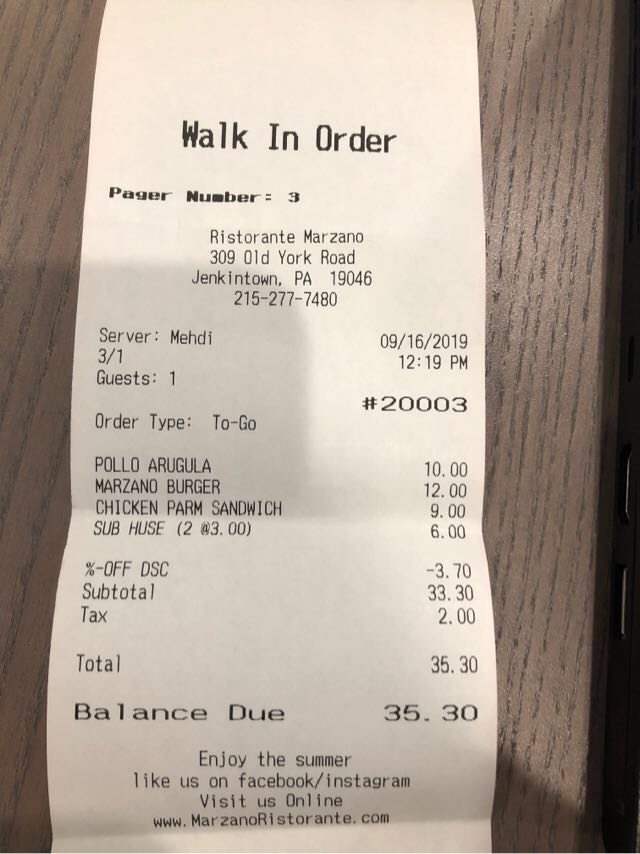 Walk In Order
Pager Number: 3
Ristorante Marzano
309 Old York Road
Jenkintown, PA 19046
215-277-7480
Server: Mehdi 09/16/2019
3/1 12:19 PM
Guests: 1
#20003
Order Type: To-Go
POLLO ARUGULA 10.00
MARZANO BURGER 12.00
CHICKEN PARM SANDWICH 9.00
SUB HUSE (2 @3.00) 6.00
%-OFF DSC -3.70
Subtotal 33.30
Tax 2.00
Total 35.30
Balance Due 35.30
Enjoy the summer
like us on facebook/instagram
Visit us Online
www.MarzanoRistorante.com